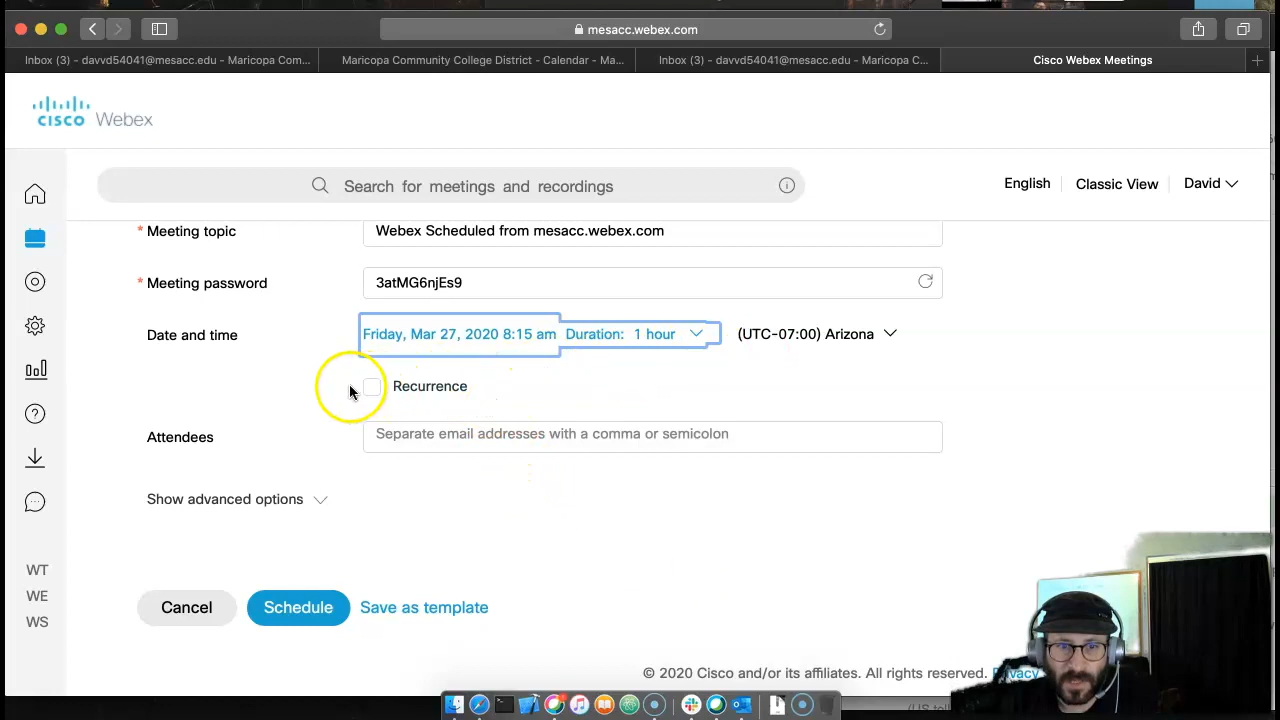 mesacc.webex.com
Inbox (3) - davvd54041@mesacc.edu - Maricopa Com...
Maricopa Community College District - Calendar - Ma...
Inbox (3) - davvd54041@mesacc.edu - Maricopa C...
Cisco Webex Meetings
CISCO Webex
Search for meetings and recordings
English
Classic View
David
* Meeting topic
Webex Scheduled from mesacc.webex.com
* Meeting password
3atMG6njEs9
Date and time
Friday, Mar 27, 2020 8:15 am Duration: 1 hour
(UTC-07:00) Arizona
Recurrence
Attendees
Separate email addresses with a comma or semicolon
Show advanced options
WT
WE
WS
Cancel
Schedule
Save as template
© 2020 Cisco and/or its affiliates. All rights reserved. Privacy